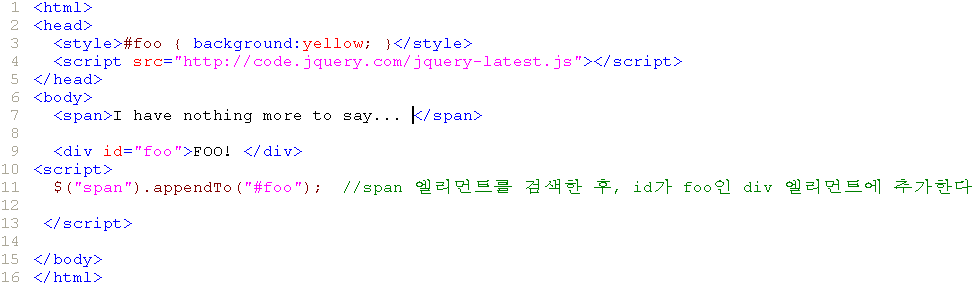 1 <html>
2 <head>
3   <style>#foo { background:yellow; }</style>
4   <script src="http://code.jquery.com/jquery-latest.js"></script>
5 </head>
6 <body>
7   <span>I have nothing more to say... </span>
8
9   <div id="foo">FOO! </div>
10 <script>
11   $("span").appendTo("#foo");  //span 엘리먼트를 검색한 후, id가 foo인 div 엘리먼트에 추가한다
12
13  </script>
14
15 </body>
16 </html>